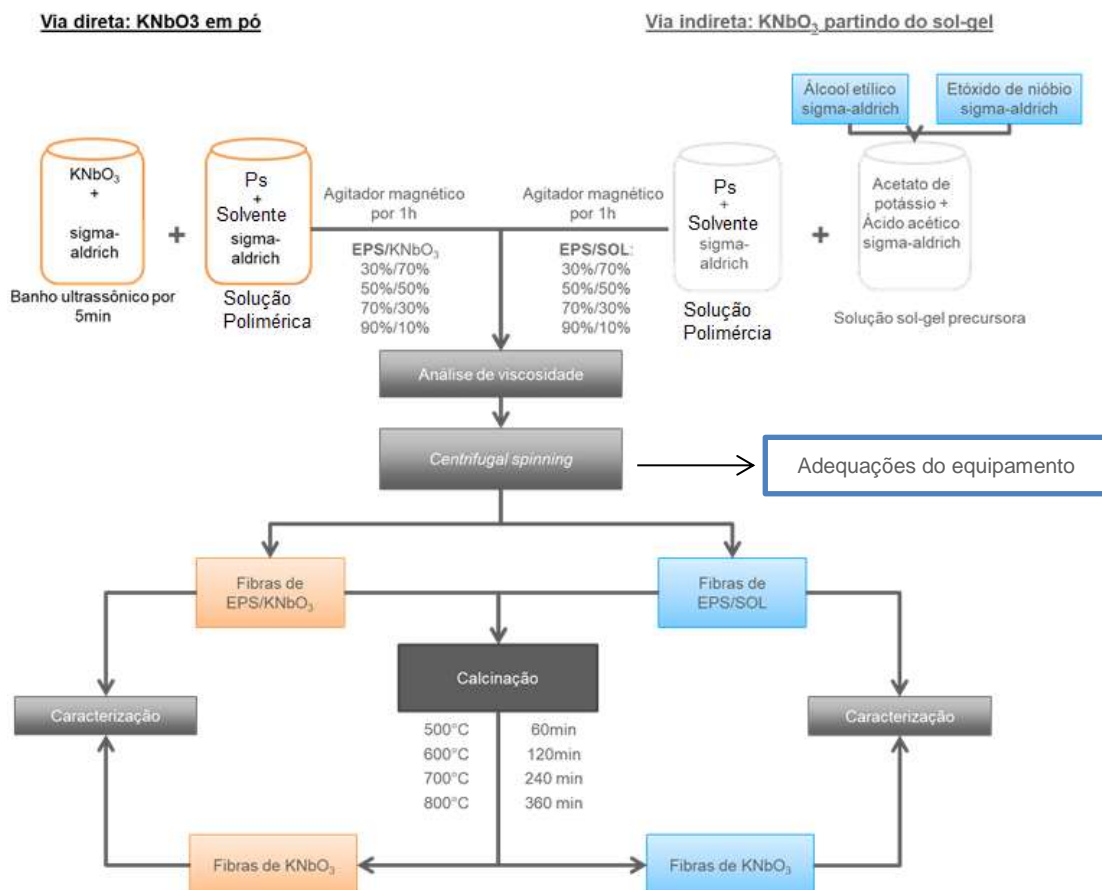 Via direta: KNbO3 em pó
Via indireta: KNbO₃ partindo do sol-gel
Álcool etílico
sigma-aldrich
Etóxido de nióbio
sigma-aldrich
KNbO₃
+
sigma-
aldrich
Banho ultrassônico por
5min
+
Ps
+
Solvente
sigma-
aldrich
Solução
Polimérica
Agitador magnético
por 1h
EPS/KNbO₃
30%/70%
50%/50%
70%/30%
90%/10%
Agitador magnético
por 1h
EPS/SOL:
30%/70%
50%/50%
70%/30%
90%/10%
Ps
+
Solvente
sigma-
aldrich
Solução
Polimércia
+
Acetato de
potássio +
Ácido acético
sigma-aldrich
Solução sol-gel precursora
Análise de viscosidade
Centrifugal spinning
Adequações do equipamento
Fibras de
EPS/KNbO₃
Fibras de
EPS/SOL
Calcinação
Caracterização
Caracterização
500°C 60min
600°C 120min
700°C 240 min
800°C 360 min
Fibras de KNbO₃
Fibras de KNbO₃